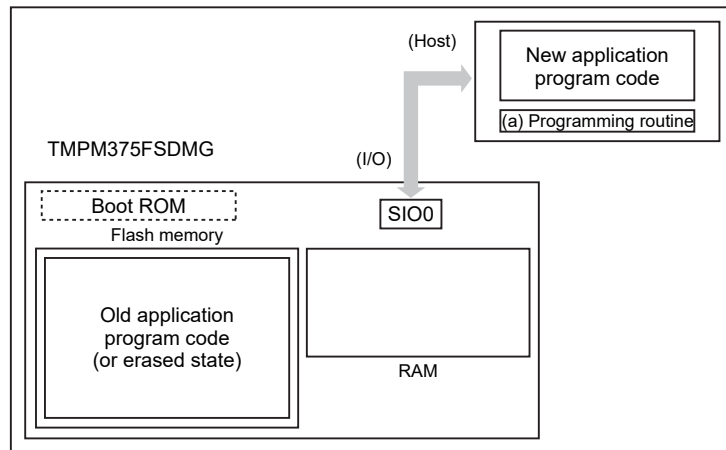 (Host)
New application
program code
(a) Programming routine
TMPM375FSDMG
(I/O)
Boot ROM
SIO0
Flash memory
Old application
program code
(or erased state)
RAM